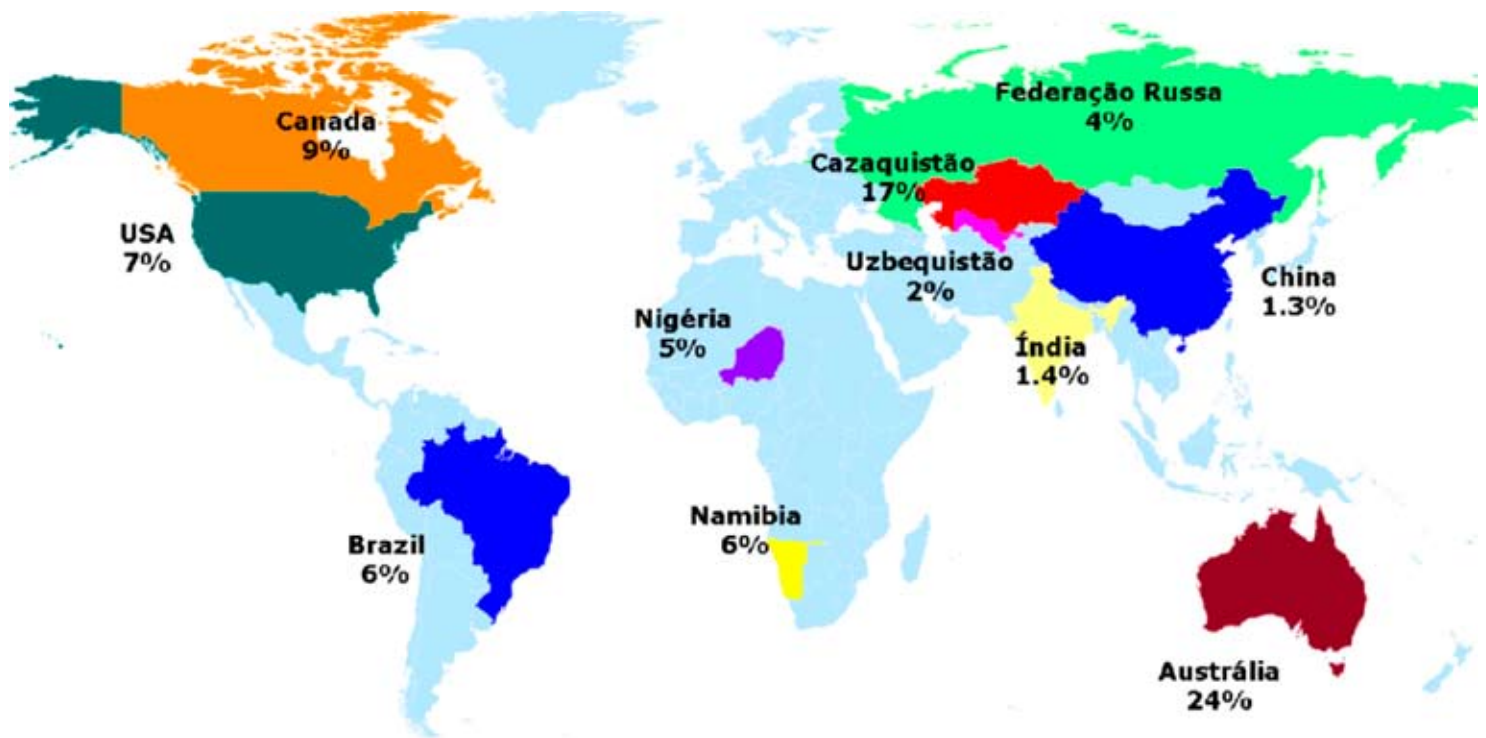 Canada
9%
Federação Russa
4%
Cazaquistão
17%
USA
7%
Uzbequistão
2%
China
1.3%
Nigéria
5%
Índia
1.4%
Namibia
6%
Brazil
6%
Austrália
24%